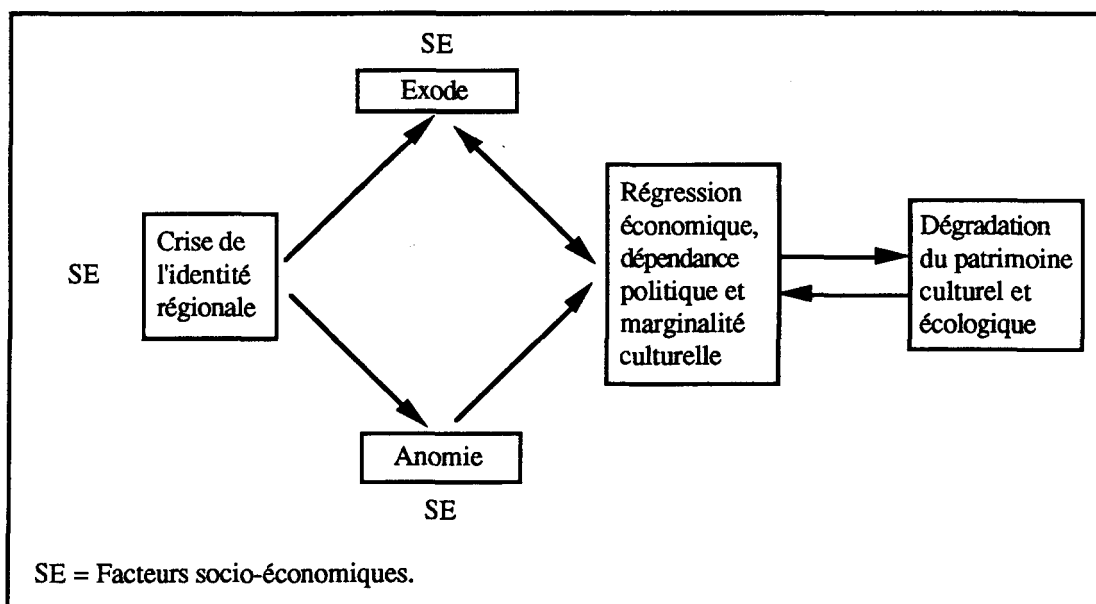 SE
Exode
SE
Crise de
l'identité
régionale
Régression
économique,
dépendance
politique et
marginalité
culturelle
Dégradation
du patrimoine
culturel et
écologique
Anomie
SE
SE = Facteurs socio-économiques.